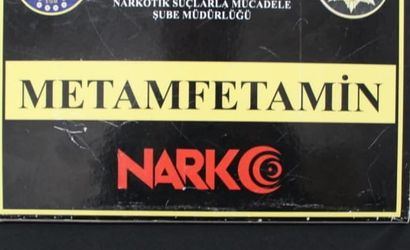 NARKOTİK SUÇLARLA MÜCADELE
ŞUBE MÜDÜRLÜĞÜ
METAMFETAMİN
NARKO